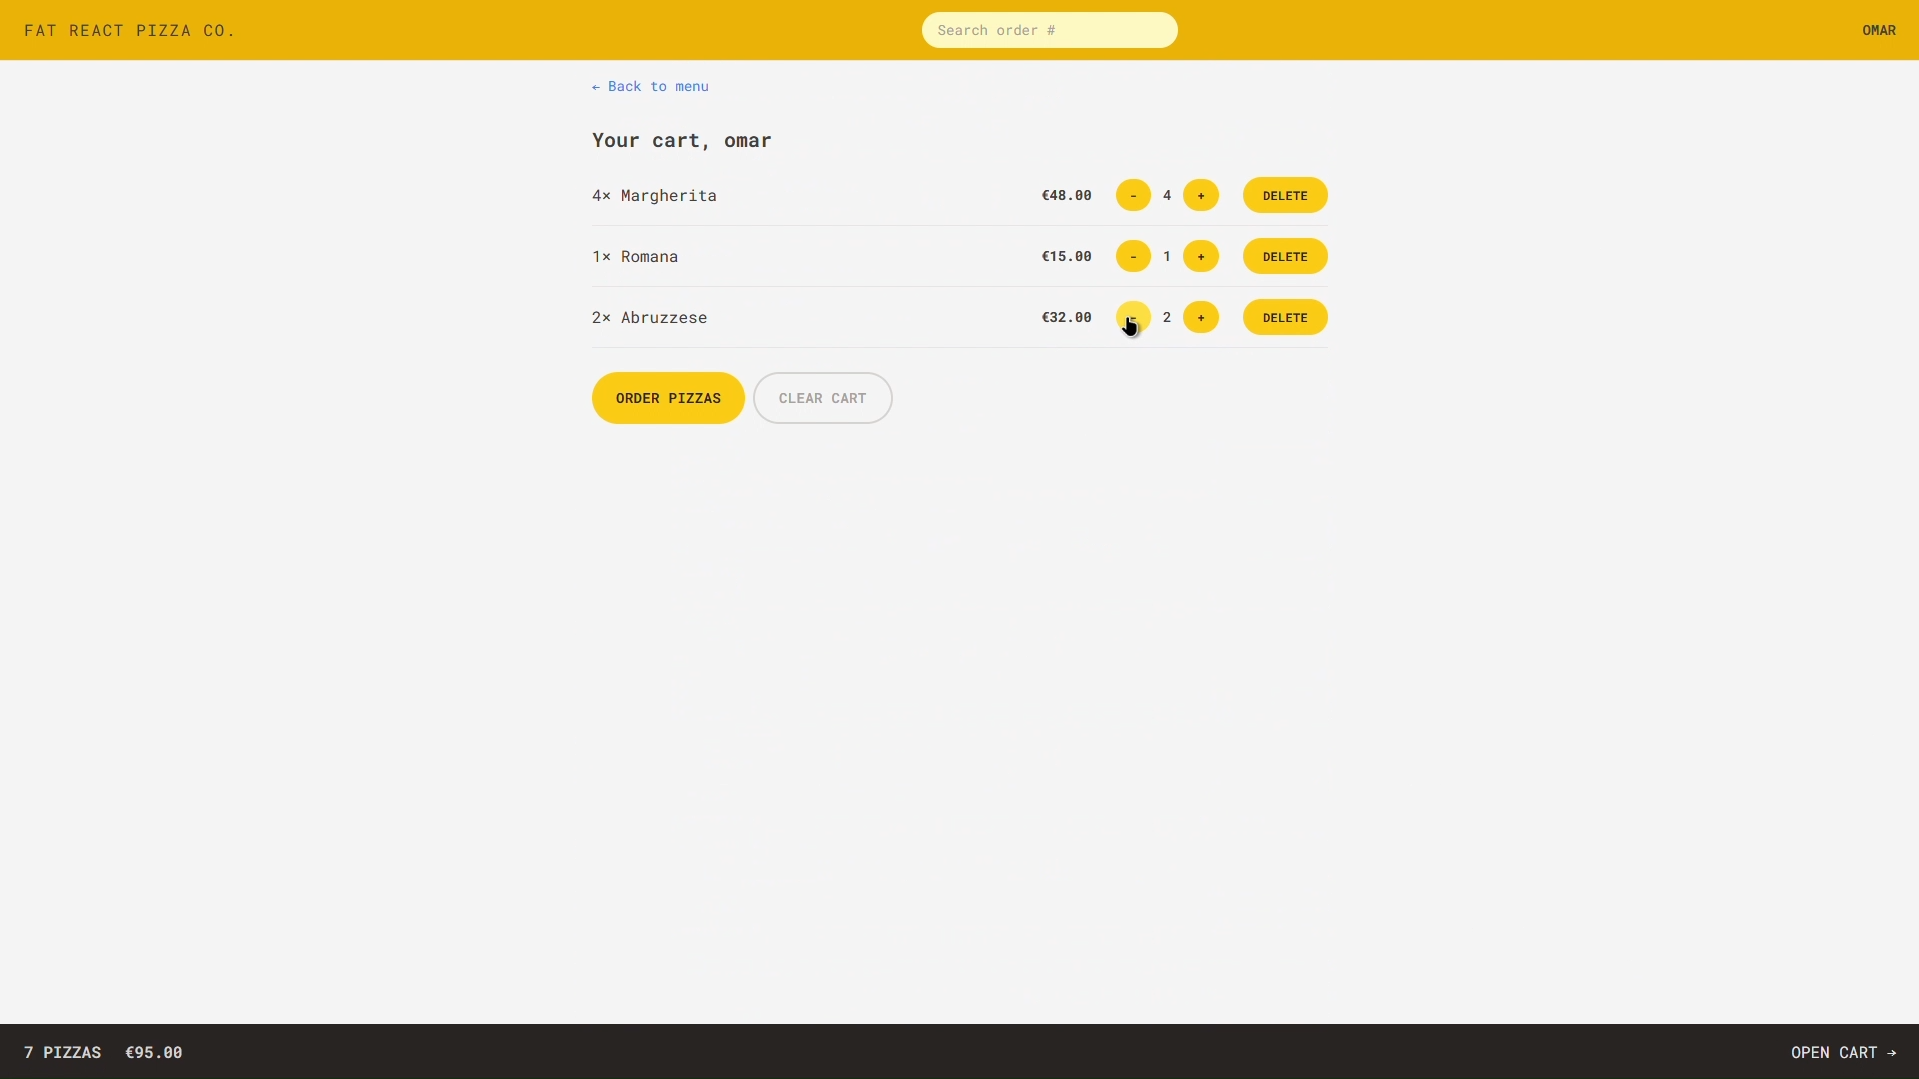 FAT REACT PIZZA CO.
Search order #
OMAR
← Back to menu
Your cart, omar
4× Margherita €48.00 - 4 + DELETE
1× Romana €15.00 - 1 + DELETE
2× Abruzzese €32.00 - 2 + DELETE
ORDER PIZZAS CLEAR CART
7 PIZZAS €95.00 OPEN CART →